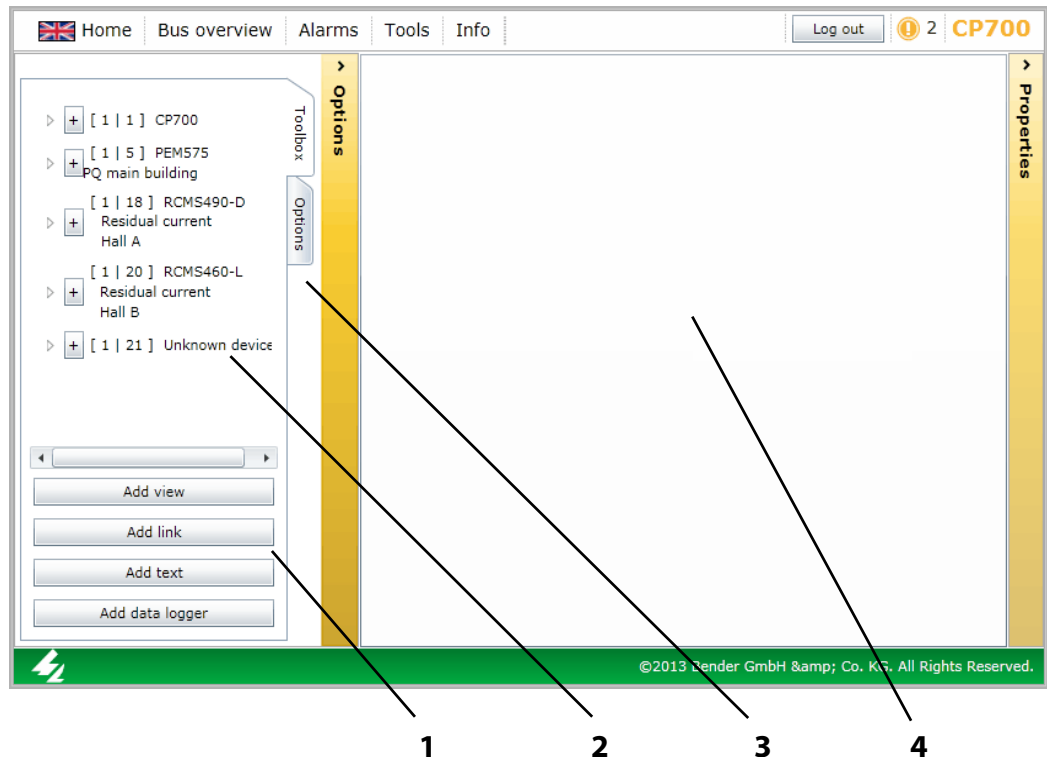 Home Bus overview Alarms Tools Info Log out 2 CP700
Options
Properties
Toolbox
Options
+ [ 1 | 1 ] CP700
+ [ 1 | 5 ] PEM575
PQ main building
[ 1 | 18 ] RCMS490-D
+ Residual current
Hall A
[ 1 | 20 ] RCMS460-L
+ Residual current
Hall B
+ [ 1 | 21 ] Unknown device
Add view
Add link
Add text
Add data logger
©2013 Bender GmbH &amp; Co. KG. All Rights Reserved.
1 2 3 4